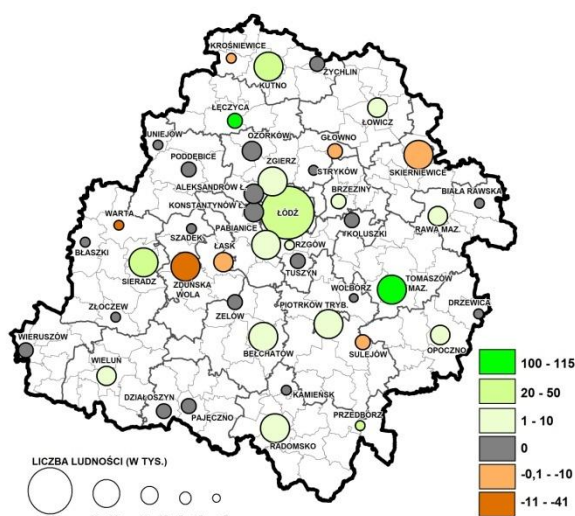 KROŚNIEWICE
KUTNO
ŻYCHLIN
ŁĘCZYCA
ŁOWICZ
UNIEJÓW
OZORKÓW
GŁOWNO
PODDĘBICE
ZGIERZ
STRYKÓW
SKIERNIEWICE
ALEKSANDRÓW Ł.
BRZEZINY
BIAŁA RAWSKA
KONSTANTYNÓW Ł.
ŁÓDŹ
WARTA
SZADEK
PABIANICE
KOLUSZKI
RAWA MAZ.
BŁASZKI
ŁASK
RZGÓW
SIERADZ
ZDUŃSKA
WOLA
TUSZYN
WOLBÓRZ
TOMASZÓW
MAZ.
ZŁOCZEW
ZELÓW
PIOTRKÓW TRYB.
DRZEWICA
WIERUSZÓW
BEŁCHATÓW
SULEJÓW
OPOCZNO
WIELUŃ
DZIAŁOSZYN
PAJĘCZNO
KAMIEŃSK
PRZEDBÓRZ
RADOMSKO
100 - 115
20 - 50
1 - 10
0
-0,1 - -10
-11 - -41
LICZBA LUDNOŚCI (W TYS.)